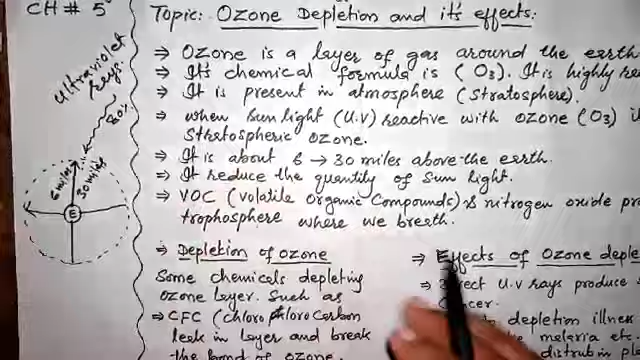 CH # 5
Topic: Ozone Depletion and it's effects:
ultraviolet rays.
80%
6 miles
30 miles
E
⇒ Ozone is a layer of gas around the earth
⇒ It's chemical formula is (O3). It is highly
⇒ It is present in atmosphere (stratosphere).
⇒ when sun light (U.V) reactive with ozone (O3)
Stratospheric ozone.
⇒ It is about 6 → 30 miles above the earth.
⇒ It reduce the quantity of Sun light.
⇒ VOC (volatile organic Compounds) & nitrogen oxide
trophosphere where we breath.
⇒ Depletion of ozone
Some chemicals depleting
ozone layer. Such as
→ CFC (chloro phloro Carbon
leek in layer and break
the bond of ozone.
⇒ Effects of Ozone
U.V rays produce
Cancer.
depletion illness
malaria etc